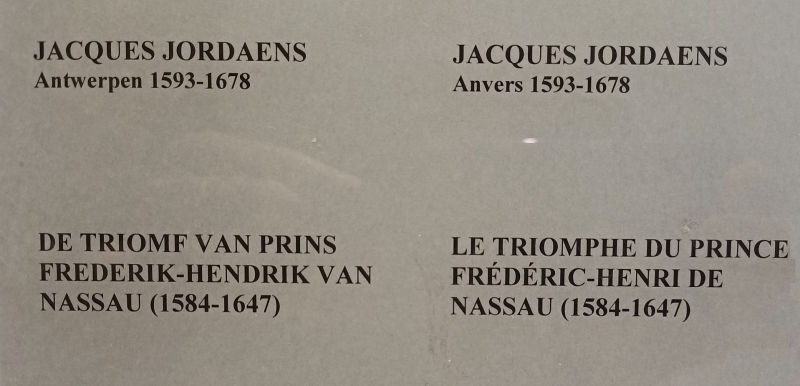 JACQUES JORDAENS
Antwerpen 1593-1678
DE TRIOMF VAN PRINS
FREDERIK-HENDRIK VAN
NASSAU (1584-1647)
JACQUES JORDAENS
Anvers 1593-1678
LE TRIOMPHE DU PRINCE
FRÉDÉRIC-HENRI DE
NASSAU (1584-1647)